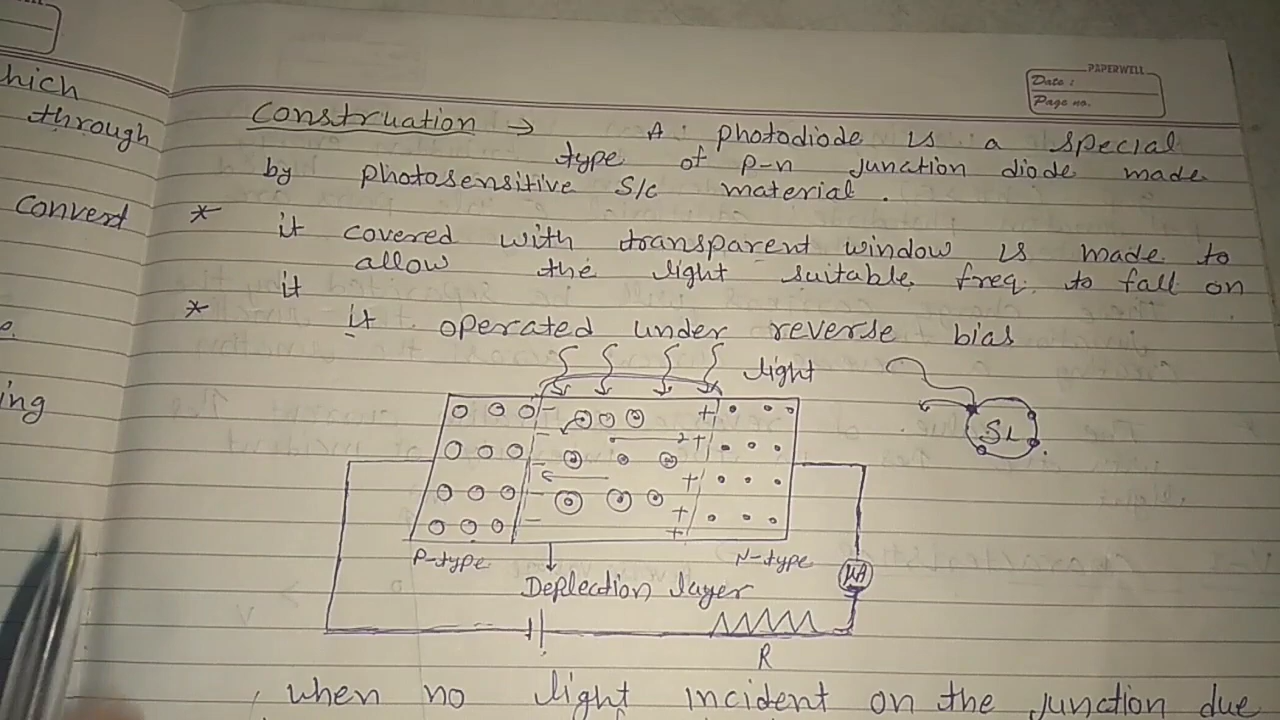 hich
through
convert
ing
PAPERWELL
Date :
Page no.
Construation → A photodiode is a special
type of p-n junction diode made
by photosensitive S/c material.
* it covered with transparent window is made to
allow the light suitable freq. to fall on
it
* it operated under reverse bias
light
SL
P-type
N-type
Deplection layer
μA
R
when no light incident on the junction due